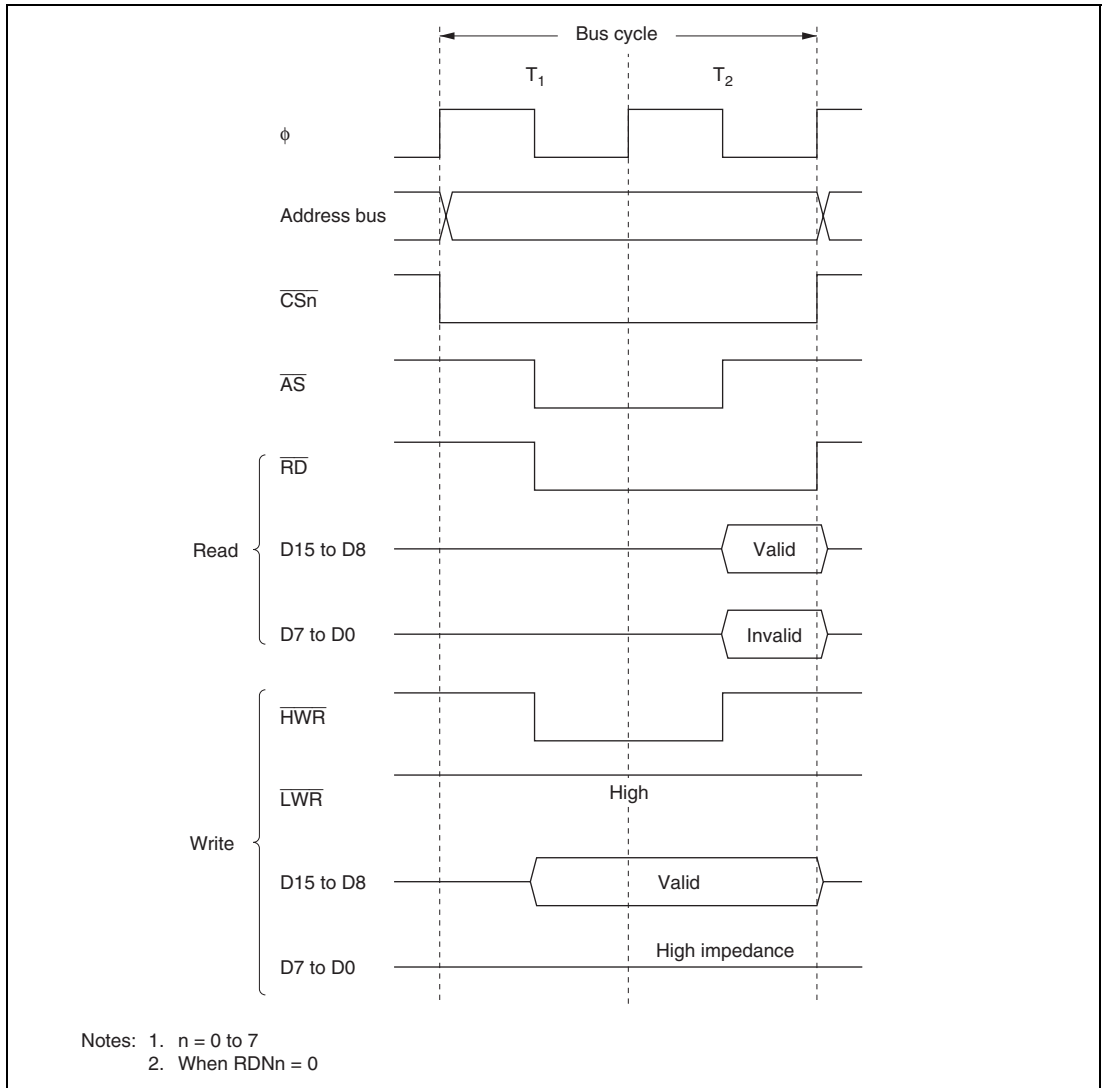 Bus cycle
T1 T2
ϕ
Address bus
CSn
AS
RD
Read
D15 to D8
Valid
D7 to D0
Invalid
HWR
LWR
High
Write
D15 to D8
Valid
D7 to D0
High impedance
Notes: 1. n = 0 to 7
2. When RDNn = 0